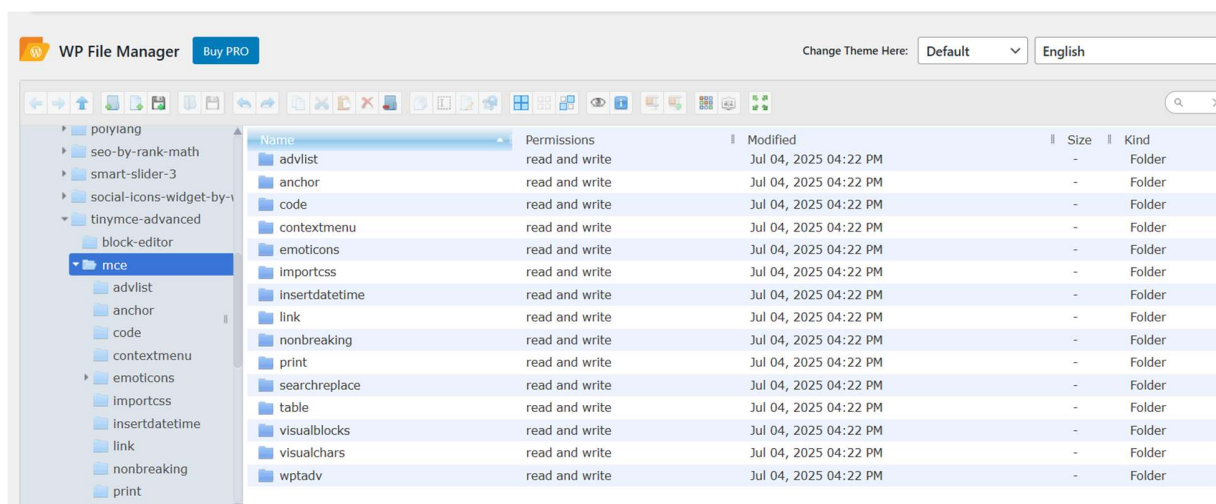 WP File Manager Buy PRO Change Theme Here: Default English
polylang
seo-by-rank-math
smart-slider-3
social-icons-widget-by-
tinymce-advanced
block-editor
mce
advlist
anchor
code
contextmenu
emoticons
importcss
insertdatetime
link
nonbreaking
print
Name Permissions Modified Size Kind
advlist read and write Jul 04, 2025 04:22 PM - Folder
anchor read and write Jul 04, 2025 04:22 PM - Folder
code read and write Jul 04, 2025 04:22 PM - Folder
contextmenu read and write Jul 04, 2025 04:22 PM - Folder
emoticons read and write Jul 04, 2025 04:22 PM - Folder
importcss read and write Jul 04, 2025 04:22 PM - Folder
insertdatetime read and write Jul 04, 2025 04:22 PM - Folder
link read and write Jul 04, 2025 04:22 PM - Folder
nonbreaking read and write Jul 04, 2025 04:22 PM - Folder
print read and write Jul 04, 2025 04:22 PM - Folder
searchreplace read and write Jul 04, 2025 04:22 PM - Folder
table read and write Jul 04, 2025 04:22 PM - Folder
visualblocks read and write Jul 04, 2025 04:22 PM - Folder
visualchars read and write Jul 04, 2025 04:22 PM - Folder
wptadv read and write Jul 04, 2025 04:22 PM - Folder